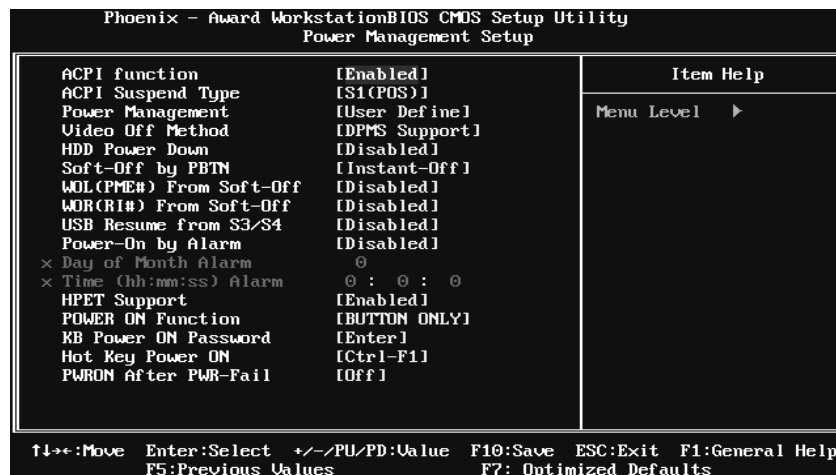 Phoenix - Award WorkstationBIOS CMOS Setup Utility
Power Management Setup
ACPI function [Enabled]
ACPI Suspend Type [S1(POS)]
Power Management [User Define]
Video Off Method [DPMS Support]
HDD Power Down [Disabled]
Soft-Off by PBTN [Instant-Off]
WOL(PME#) From Soft-Off [Disabled]
WOR(RI#) From Soft-Off [Disabled]
USB Resume from S3/S4 [Disabled]
Power-On by Alarm [Disabled]
x Day of Month Alarm 0
x Time (hh:mm:ss) Alarm 0 : 0 : 0
HPET Support [Enabled]
POWER ON Function [BUTTON ONLY]
KB Power ON Password [Enter]
Hot Key Power ON [Ctrl-F1]
PWRON After PWR-Fail [Off]
Item Help
Menu Level ▶
↑↓→←:Move Enter:Select +/-/PU/PD:Value F10:Save ESC:Exit F1:General Help
F5:Previous Values F7: Optimized Defaults